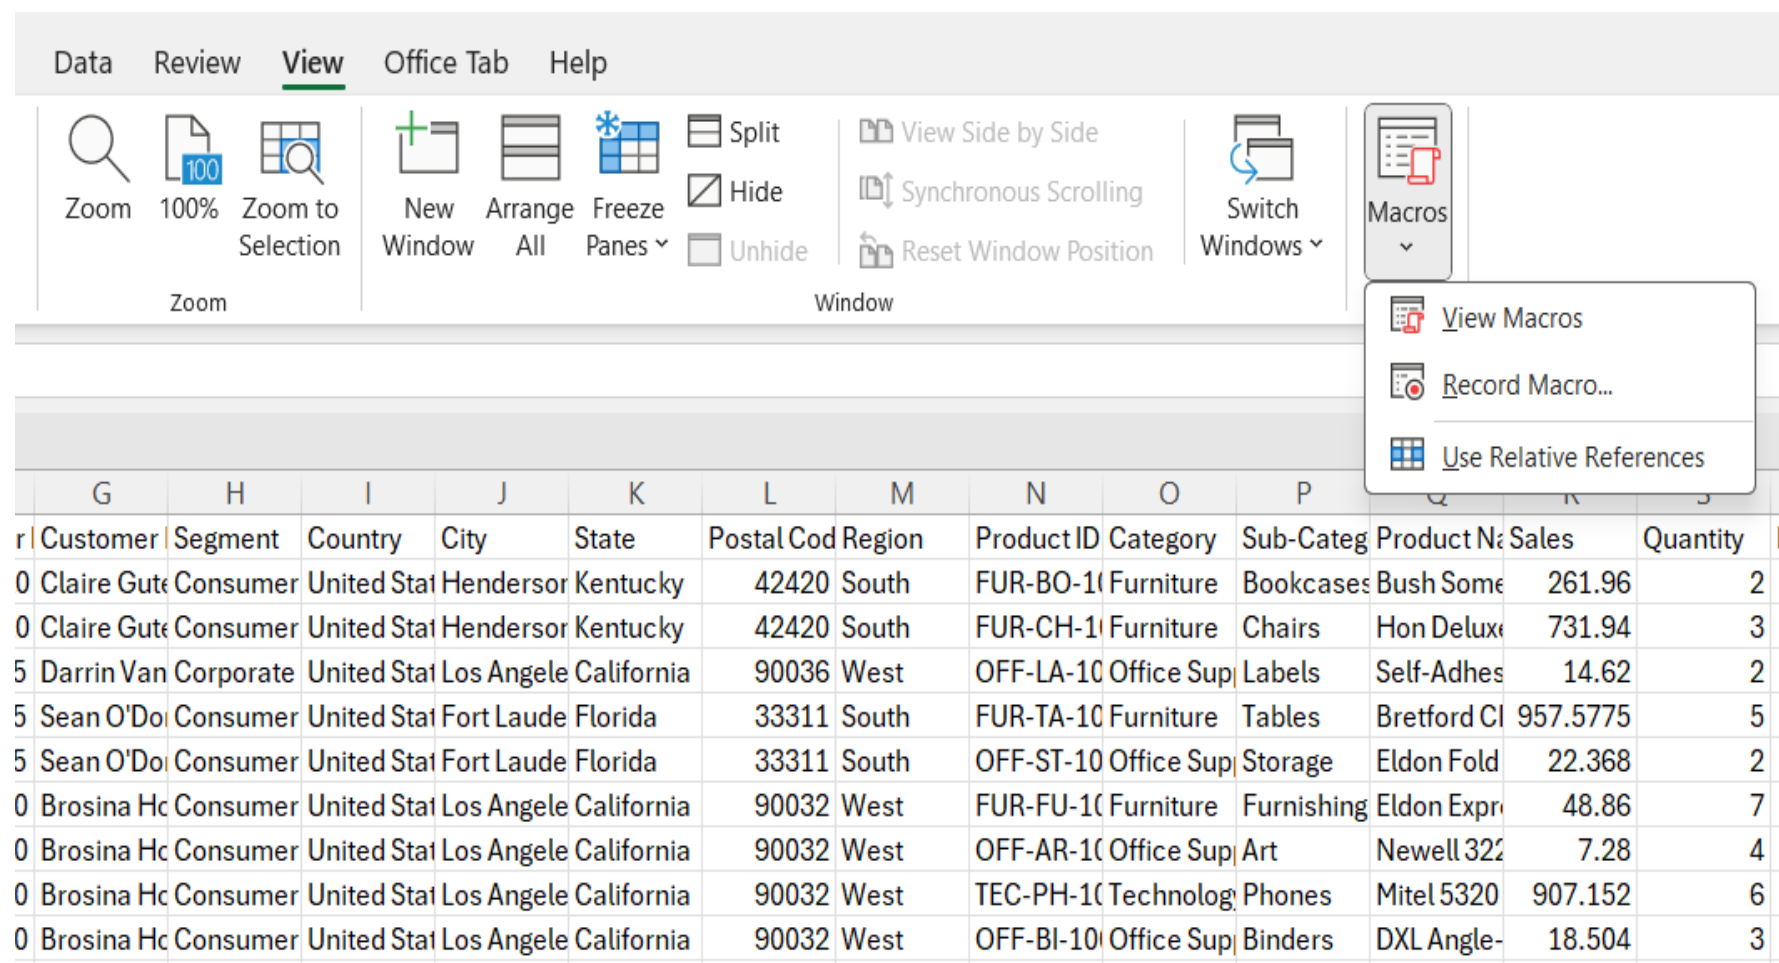 Data Review View Office Tab Help
Split View Side by Side
100
Zoom 100% Zoom to Selection New Window Arrange All Freeze Panes Hide Synchronous Scrolling Switch Windows Macros
Unhide Reset Window Position
Zoom Window
View Macros
Record Macro...
Use Relative References
G H I J K L M N O P Q R S
r Customer Segment Country City State Postal Cod Region Product ID Category Sub-Categ Product Na Sales Quantity
0 Claire Gute Consumer United Stat Henderson Kentucky 42420 South FUR-BO-10 Furniture Bookcases Bush Some 261.96 2
0 Claire Gute Consumer United Stat Henderson Kentucky 42420 South FUR-CH-1 Furniture Chairs Hon Deluxe 731.94 3
5 Darrin Van Corporate United Stat Los Angele California 90036 West OFF-LA-10 Office Sup Labels Self-Adhes 14.62 2
5 Sean O'Do Consumer United Stat Fort Laude Florida 33311 South FUR-TA-10 Furniture Tables Bretford C 957.5775 5
5 Sean O'Do Consumer United Stat Fort Laude Florida 33311 South OFF-ST-10 Office Sup Storage Eldon Fold 22.368 2
0 Brosina Ho Consumer United Stat Los Angele California 90032 West FUR-FU-10 Furniture Furnishing Eldon Expr 48.86 7
0 Brosina Ho Consumer United Stat Los Angele California 90032 West OFF-AR-10 Office Sup Art Newell 322 7.28 4
0 Brosina Ho Consumer United Stat Los Angele California 90032 West TEC-PH-10 Technolog Phones Mitel 5320 907.152 6
0 Brosina Ho Consumer United Stat Los Angele California 90032 West OFF-BI-10 Office Sup Binders DXL Angle- 18.504 3